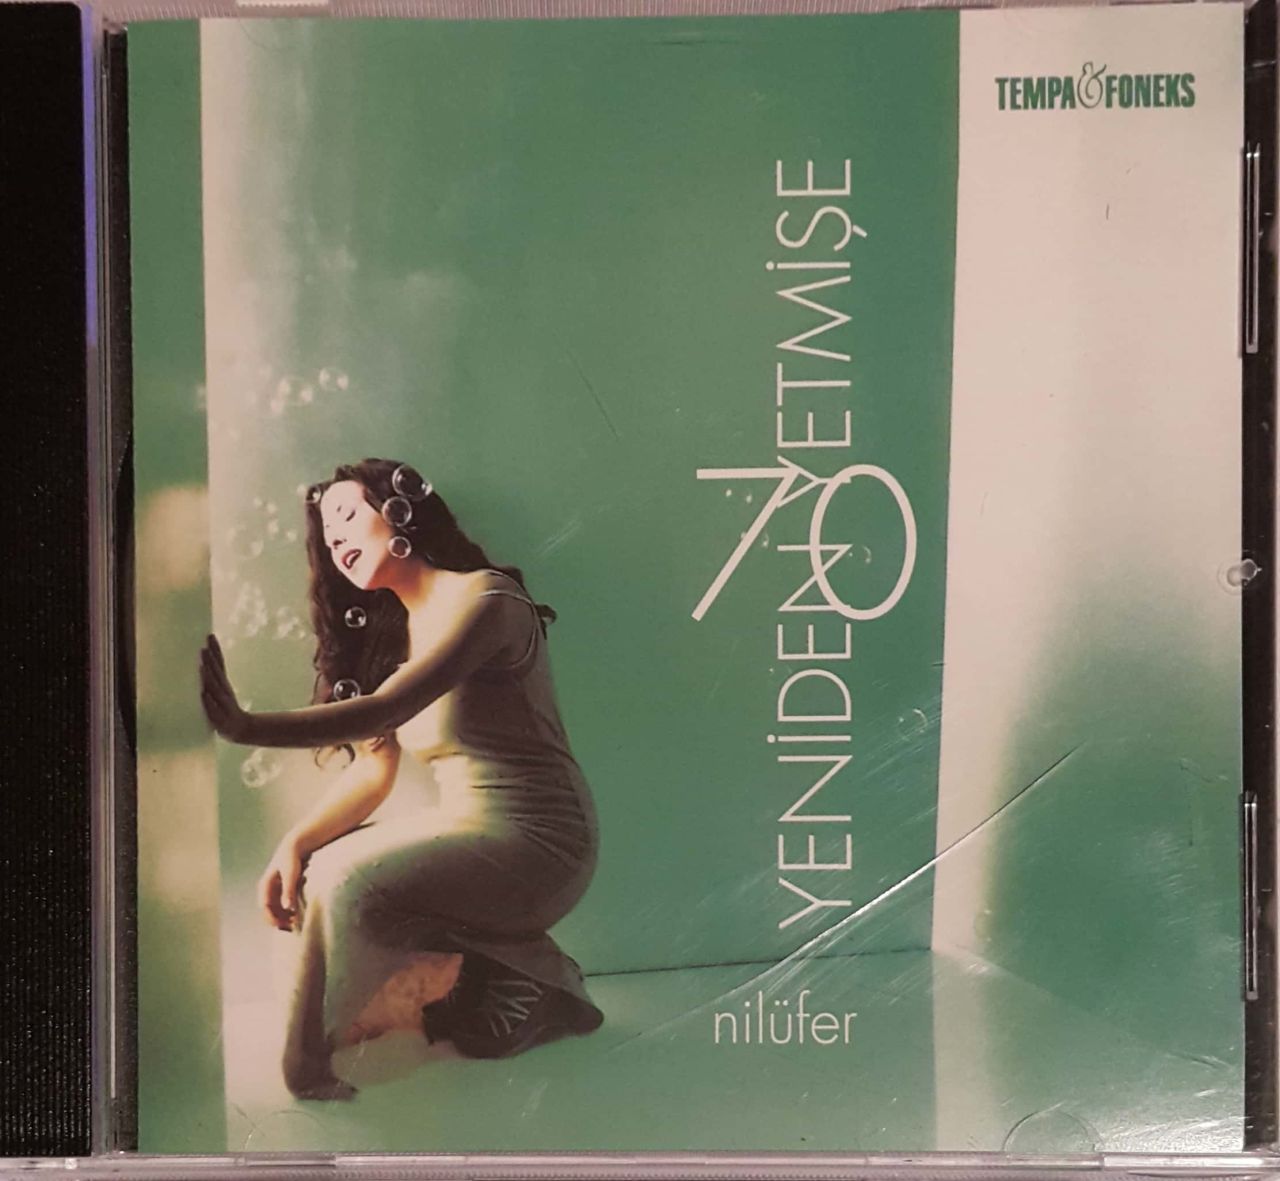 TEMPA & FONEKS
YENİDEN YETMİŞE
70
nilüfer